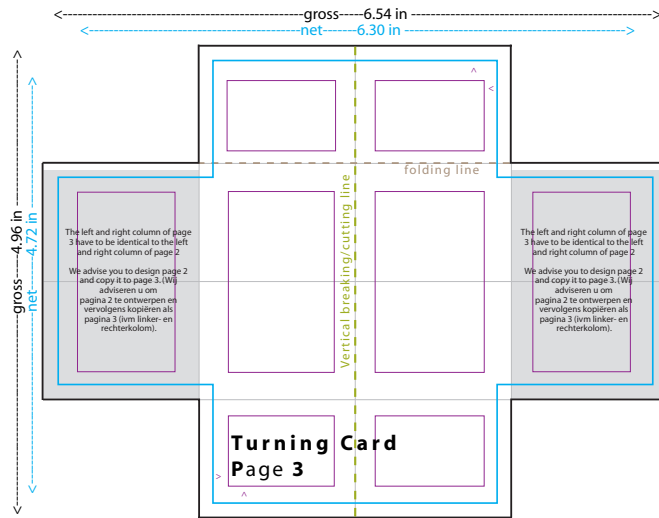 <---------------------------------------------------gross-----6.54 in-------------------------------------------------->
<---------------------------------------------net------6.30 in--------------------------------------------->
<---------------------------gross-----4.96 in--------------------------->
<-----------------------net-----4.72 in----------------------->
^
<
folding line
Vertical breaking/cutting line
The left and right column of page
3 have to be identical to the left
and right column of page 2
We advise you to design page 2
and copy it to page 3. (Wij
adviseren u om
pagina 2 te ontwerpen en
vervolgens kopiëren als
pagina 3 (ivm linker- en
rechterkolom).
The left and right column of page
3 have to be identical to the left
and right column of page 2
We advise you to design page 2
and copy it to page 3. (Wij
adviseren u om
pagina 2 te ontwerpen en
vervolgens kopiëren als
pagina 3 (ivm linker- en
rechterkolom).
Turning Card
Page 3
>
^